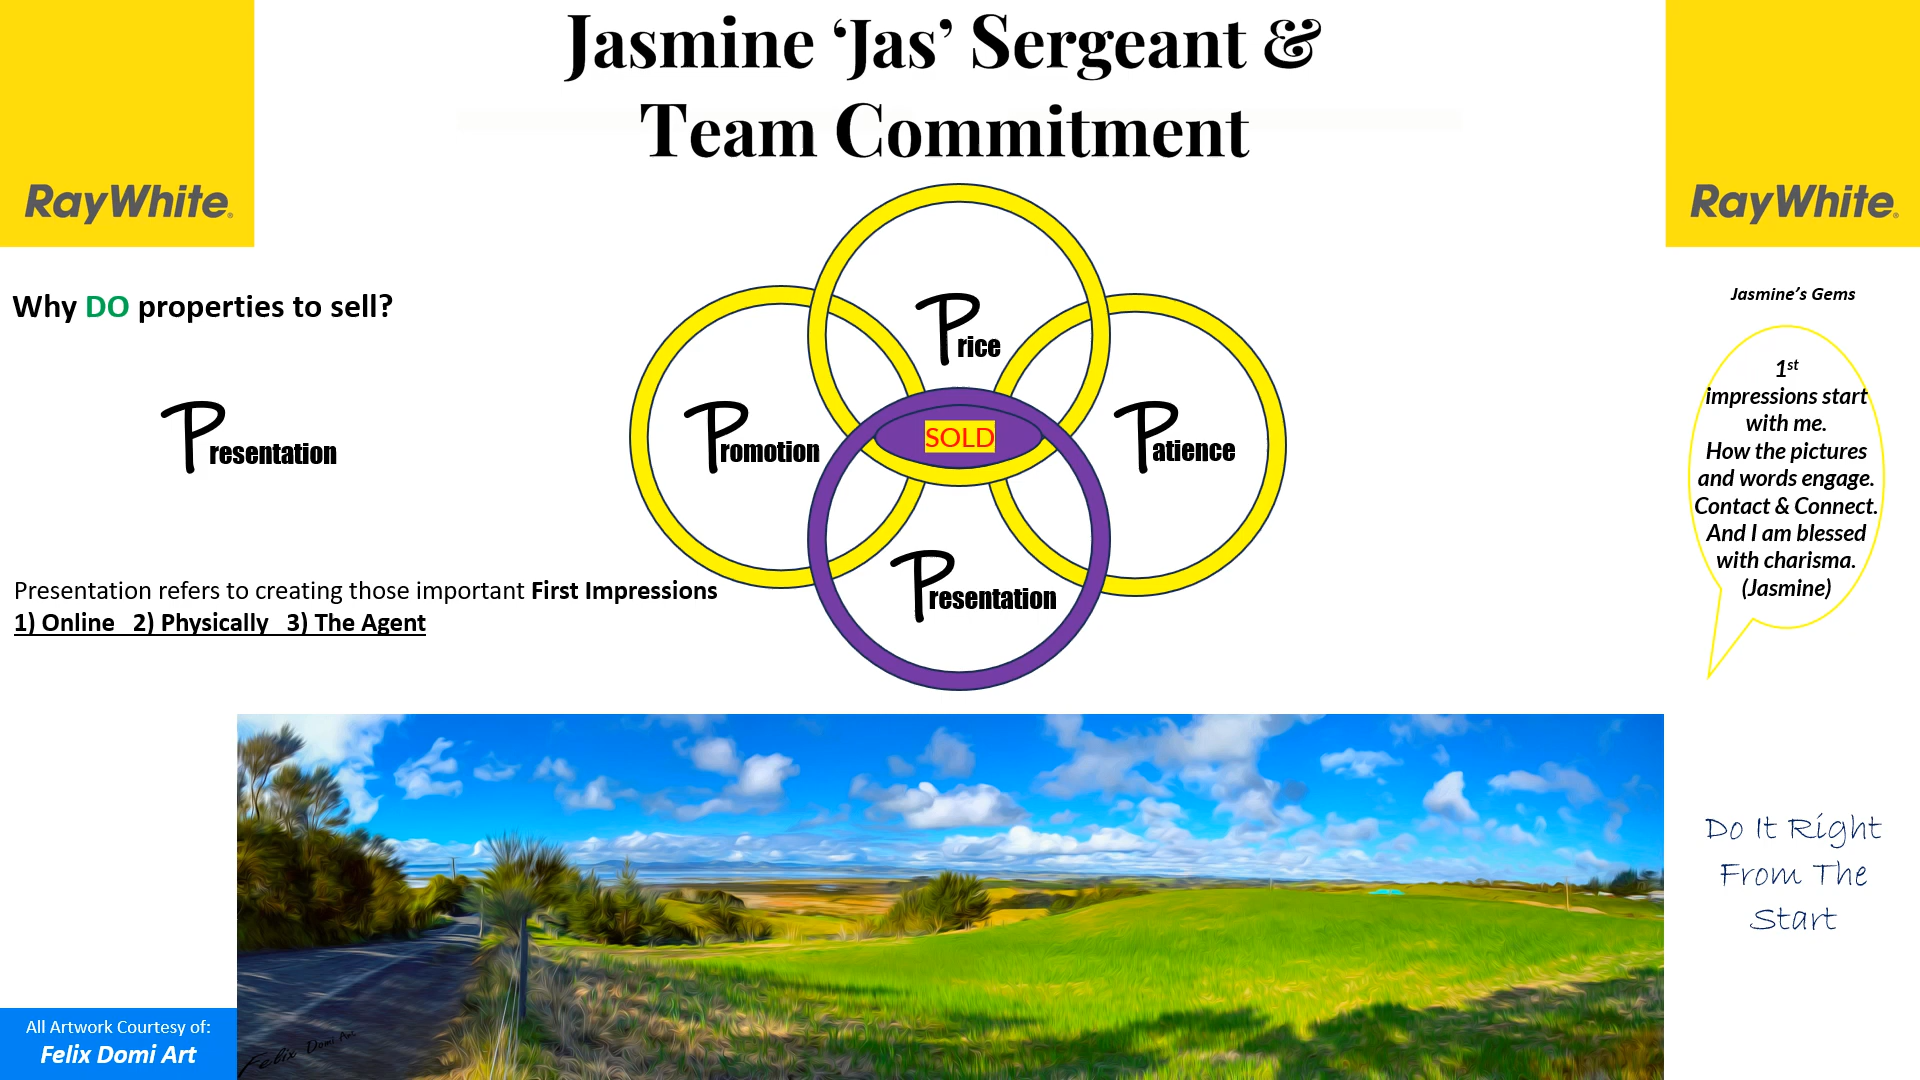 Jasmine ‘Jas’ Sergeant &
Team Commitment
RayWhite®
RayWhite®
Why DO properties to sell?
Presentation
Presentation refers to creating those important First Impressions
1) Online 2) Physically 3) The Agent
Price
Promotion
SOLD
Patience
Presentation
Jasmine’s Gems
1st
impressions start
with me.
How the pictures
and words engage.
Contact & Connect.
And I am blessed
with charisma.
(Jasmine)
Do It Right
From The
Start
All Artwork Courtesy of:
Felix Domi Art
Felix Domi Art